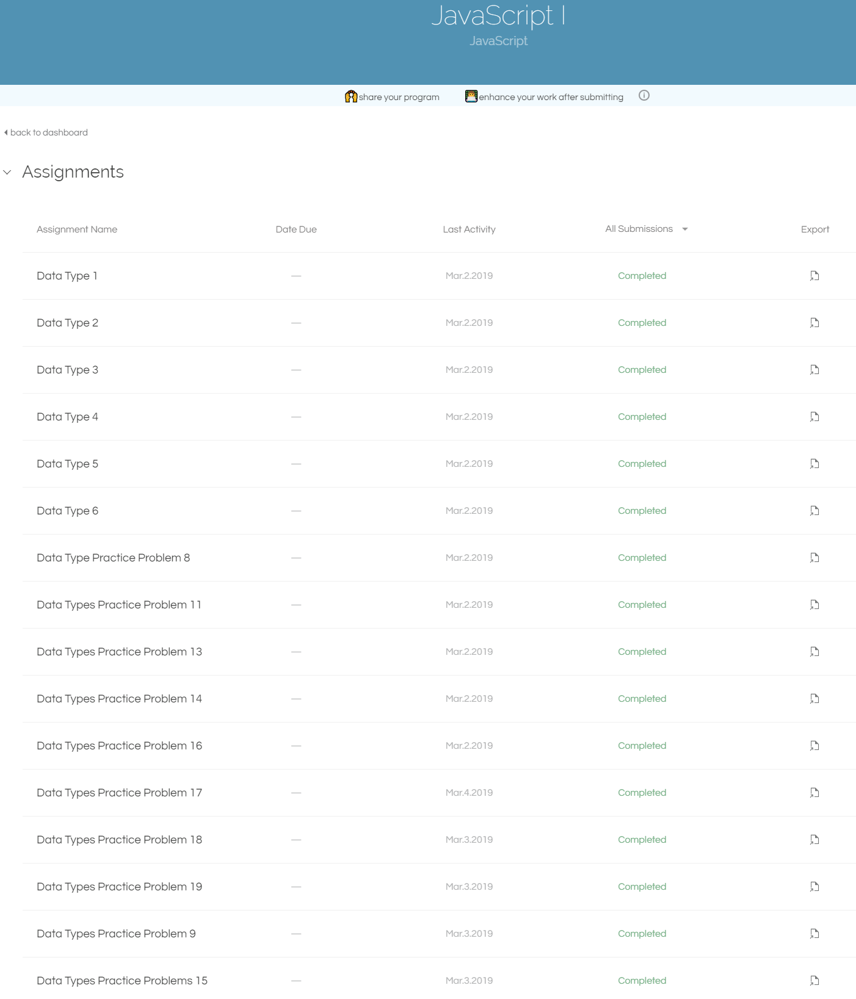 JavaScript I
JavaScript
share your program enhance your work after submitting
back to dashboard
Assignments
Assignment Name Date Due Last Activity All Submissions Export
Data Type 1 — Mar.2.2019 Completed
Data Type 2 — Mar.2.2019 Completed
Data Type 3 — Mar.2.2019 Completed
Data Type 4 — Mar.2.2019 Completed
Data Type 5 — Mar.2.2019 Completed
Data Type 6 — Mar.2.2019 Completed
Data Type Practice Problem 8 — Mar.2.2019 Completed
Data Types Practice Problem 11 — Mar.2.2019 Completed
Data Types Practice Problem 13 — Mar.2.2019 Completed
Data Types Practice Problem 14 — Mar.2.2019 Completed
Data Types Practice Problem 16 — Mar.2.2019 Completed
Data Types Practice Problem 17 — Mar.4.2019 Completed
Data Types Practice Problem 18 — Mar.3.2019 Completed
Data Types Practice Problem 19 — Mar.3.2019 Completed
Data Types Practice Problem 9 — Mar.3.2019 Completed
Data Types Practice Problems 15 — Mar.3.2019 Completed